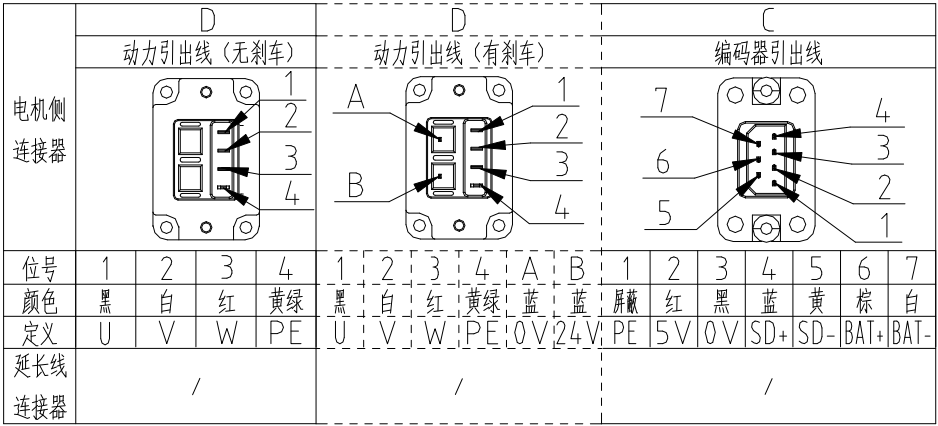 D D C
动力引出线（无刹车） 动力引出线（有刹车） 编码器引出线
电机侧
连接器
1
2
3
4
A
B
1
2
3
4
7
6
5
4
3
2
1
位号 1 2 3 4 1 2 3 4 A B 1 2 3 4 5 6 7
颜色 黑 白 红 黄绿 黑 白 红 黄绿 蓝 蓝 屏蔽 红 黑 蓝 黄 棕 白
定义 U V W PE U V W PE 0V 24V PE 5V 0V SD+ SD- BAT+ BAT-
延长线
连接器
/ / /